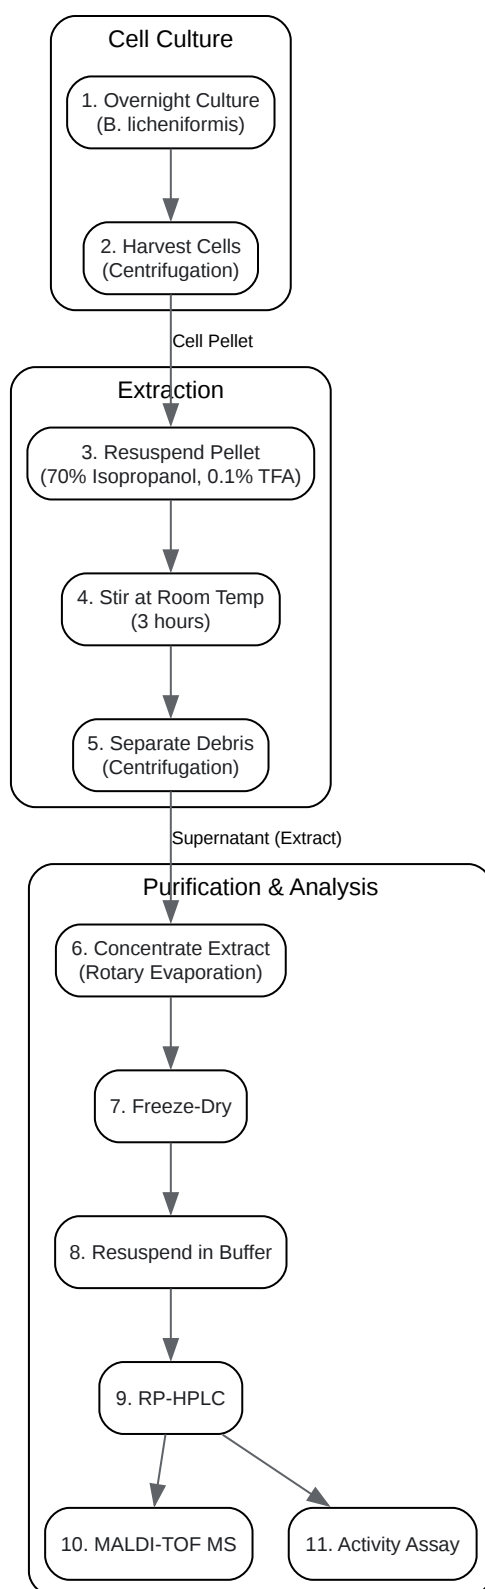 Cell Culture
1. Overnight Culture
(B. licheniformis)
2. Harvest Cells
(Centrifugation)
Cell Pellet
Extraction
3. Resuspend Pellet
(70% Isopropanol, 0.1% TFA)
4. Stir at Room Temp
(3 hours)
5. Separate Debris
(Centrifugation)
Supernatant (Extract)
Purification & Analysis
6. Concentrate Extract
(Rotary Evaporation)
7. Freeze-Dry
8. Resuspend in Buffer
9. RP-HPLC
10. MALDI-TOF MS
11. Activity Assay